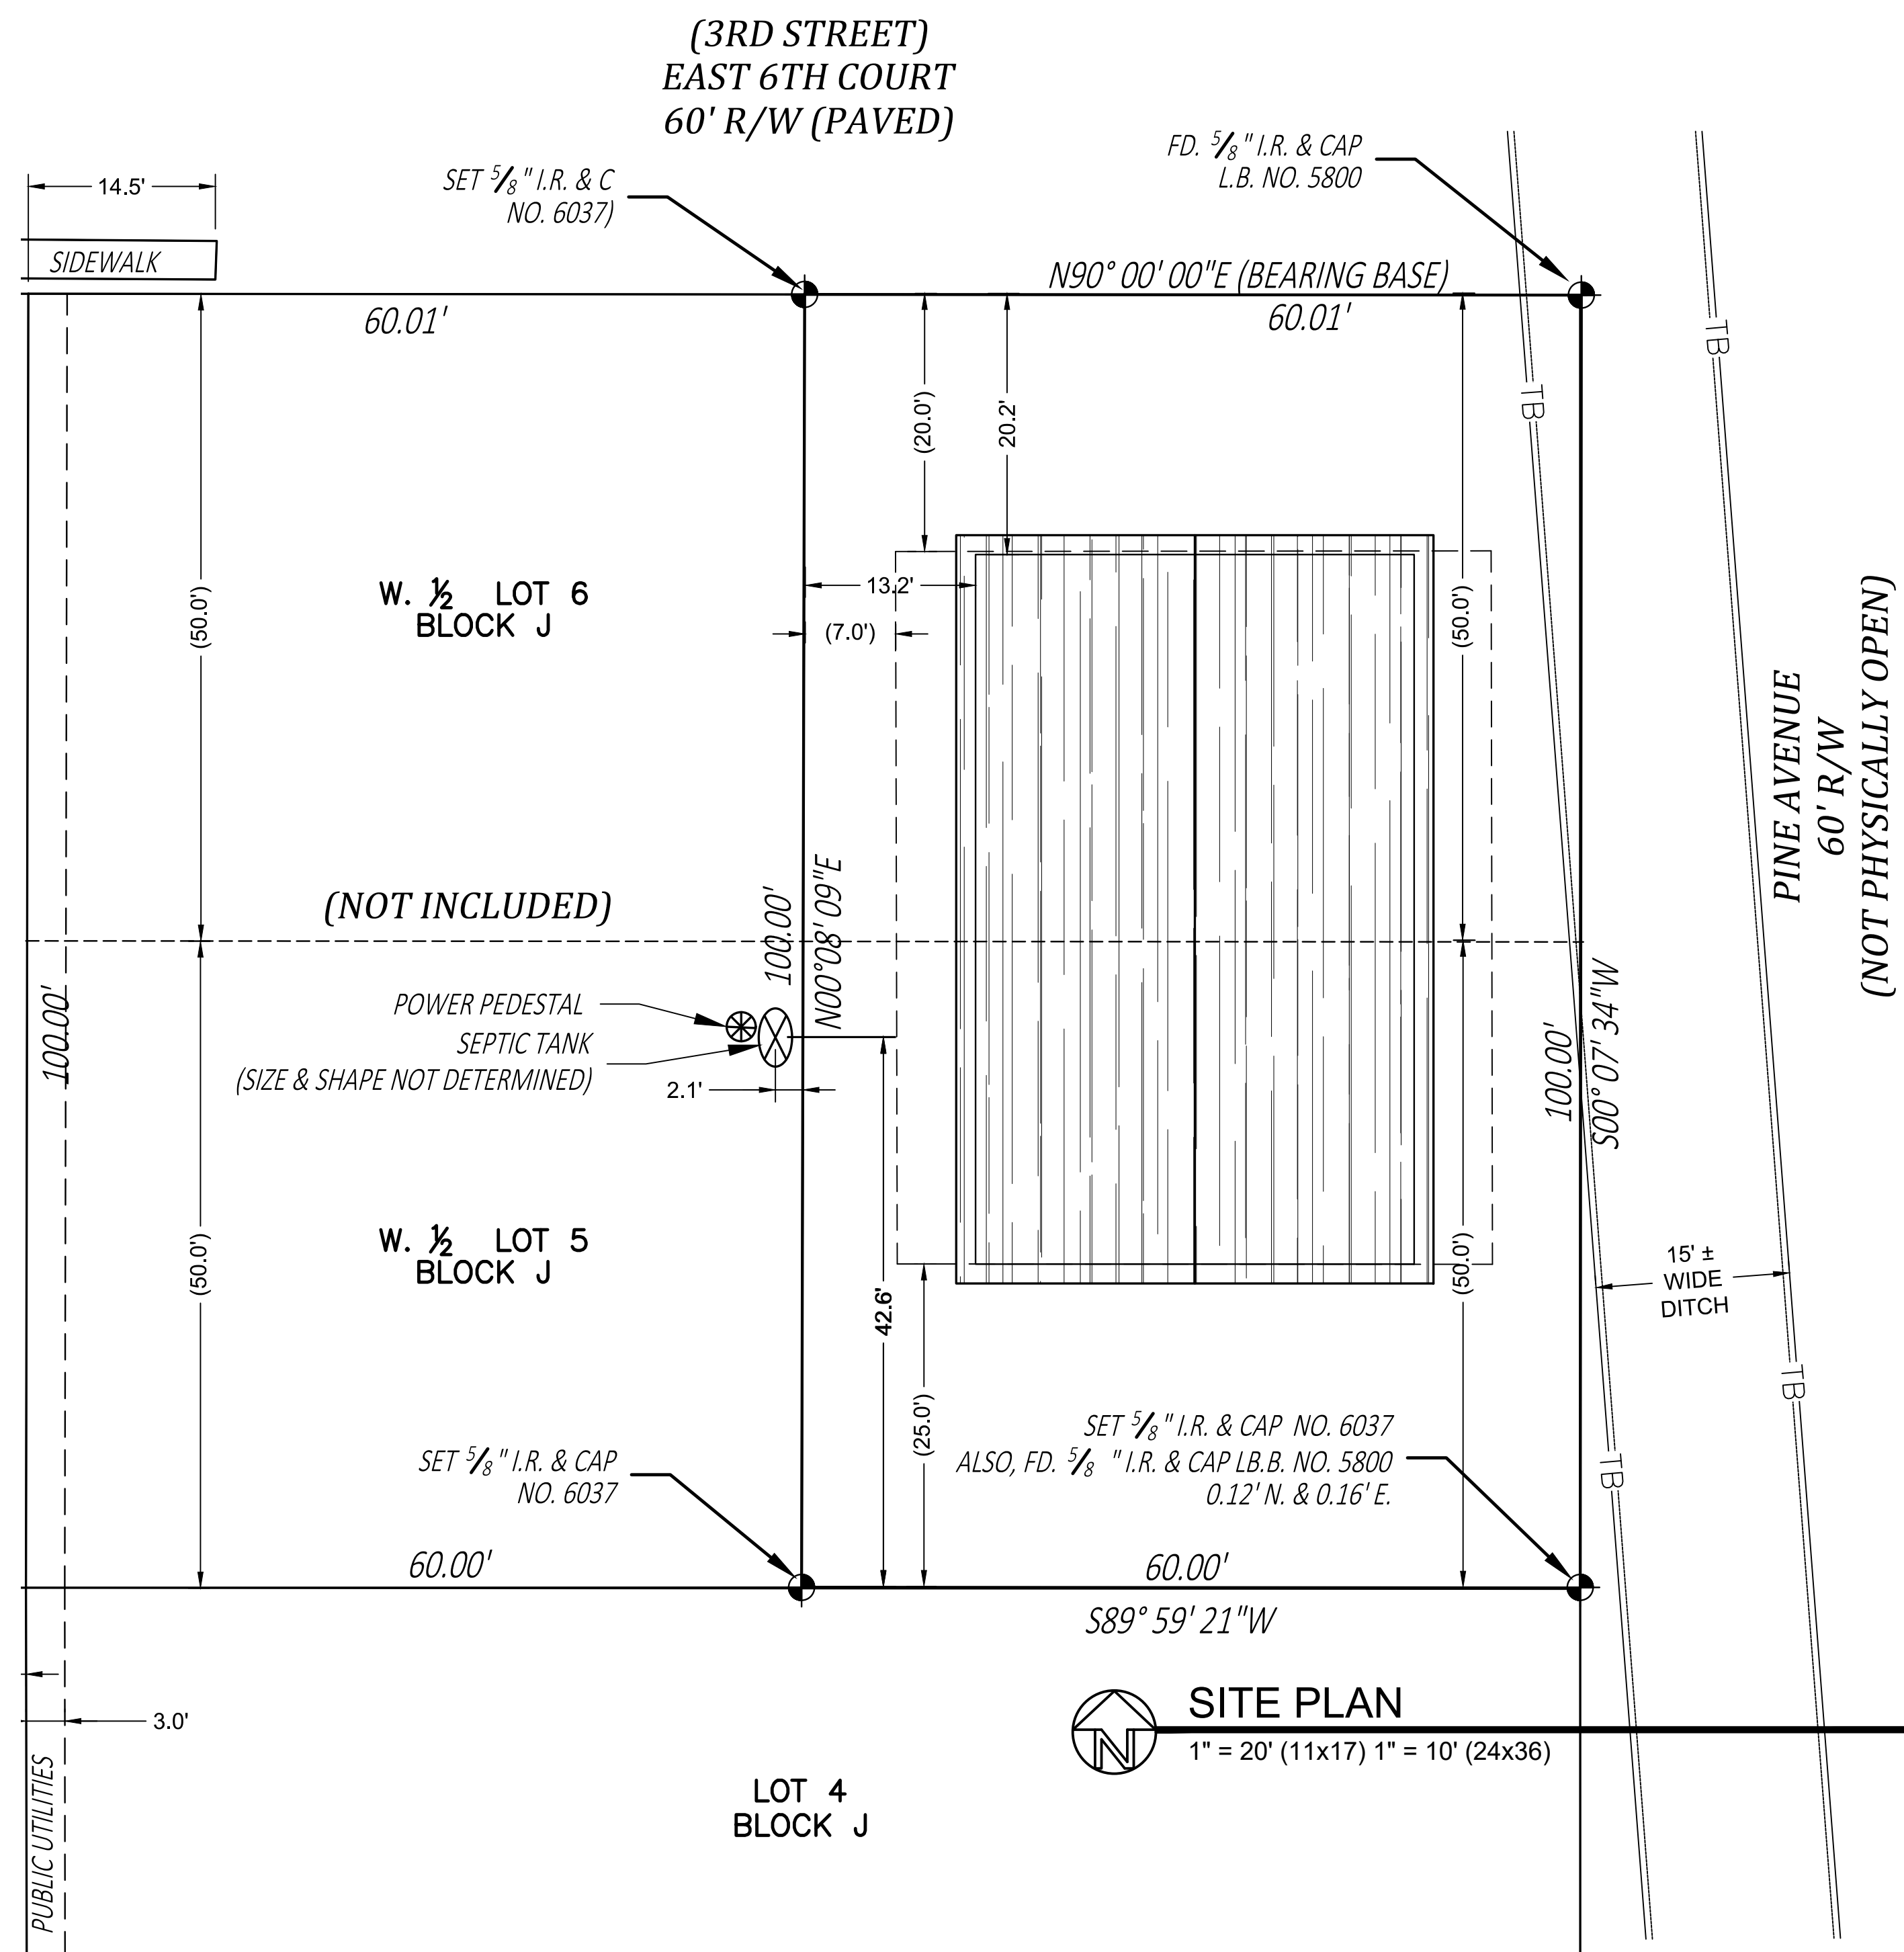 (3RD STREET)
EAST 6TH COURT
60' R/W (PAVED)
FD. 5/8" I.R. & CAP
L.B. NO. 5800
SET 5/8" I.R. & C
NO. 6037)
14.5'
SIDEWALK
N90° 00' 00"E (BEARING BASE)
60.01'
60.01'
(20.0')
20.2'
TB
TB
W. ½ LOT 6
BLOCK J
(50.0')
13.2'
(7.0')
(50.0')
PINE AVENUE
60' R/W
(NOT PHYSICALLY OPEN)
(NOT INCLUDED)
100.00'
N00°08' 09"E
100.00'
POWER PEDESTAL
SEPTIC TANK
(SIZE & SHAPE NOT DETERMINED)
2.1'
100.00'
S00° 07' 34"W
W. ½ LOT 5
BLOCK J
(50.0')
42.6'
(25.0')
(50.0')
15' ±
WIDE
DITCH
TB
TB
SET 5/8" I.R. & CAP NO. 6037
ALSO, FD. 5/8 " I.R. & CAP LB.B. NO. 5800
0.12' N. & 0.16' E.
SET 5/8" I.R. & CAP
NO. 6037
60.00'
60.00'
S89° 59' 21"W
3.0'
PUBLIC UTILITIES
N
SITE PLAN
1" = 20' (11x17) 1" = 10' (24x36)
LOT 4
BLOCK J